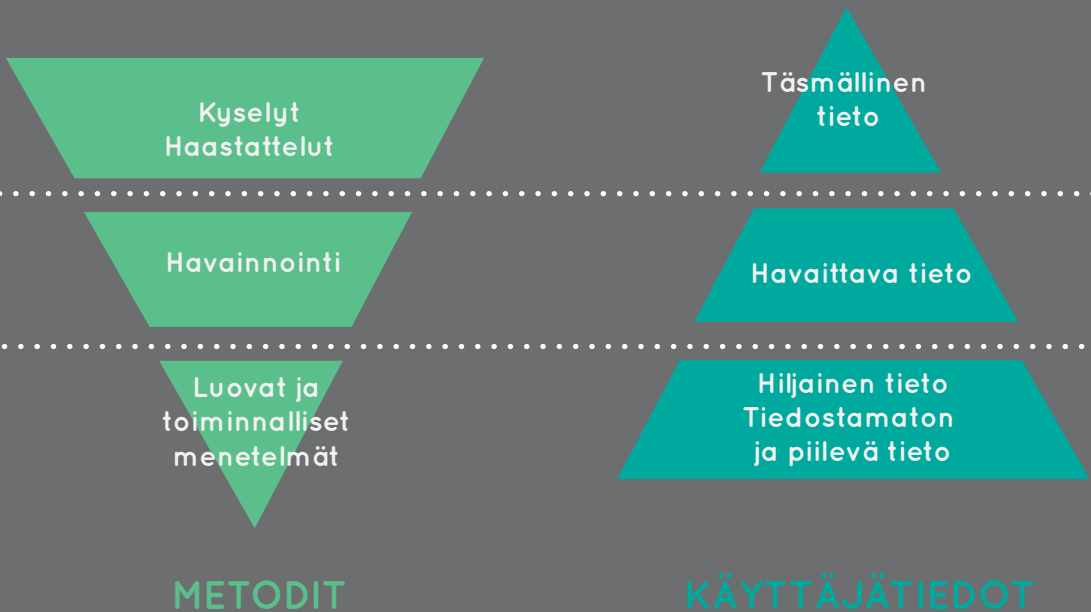 Kyselyt
Haastattelut
Havainnointi
Luovat ja
toiminnalliset
menetelmät
METODIT
Täsmällinen
tieto
Havaittava tieto
Hiljainen tieto
Tiedostamaton
ja piilevä tieto
KÄYTTÄJÄTIEDOT